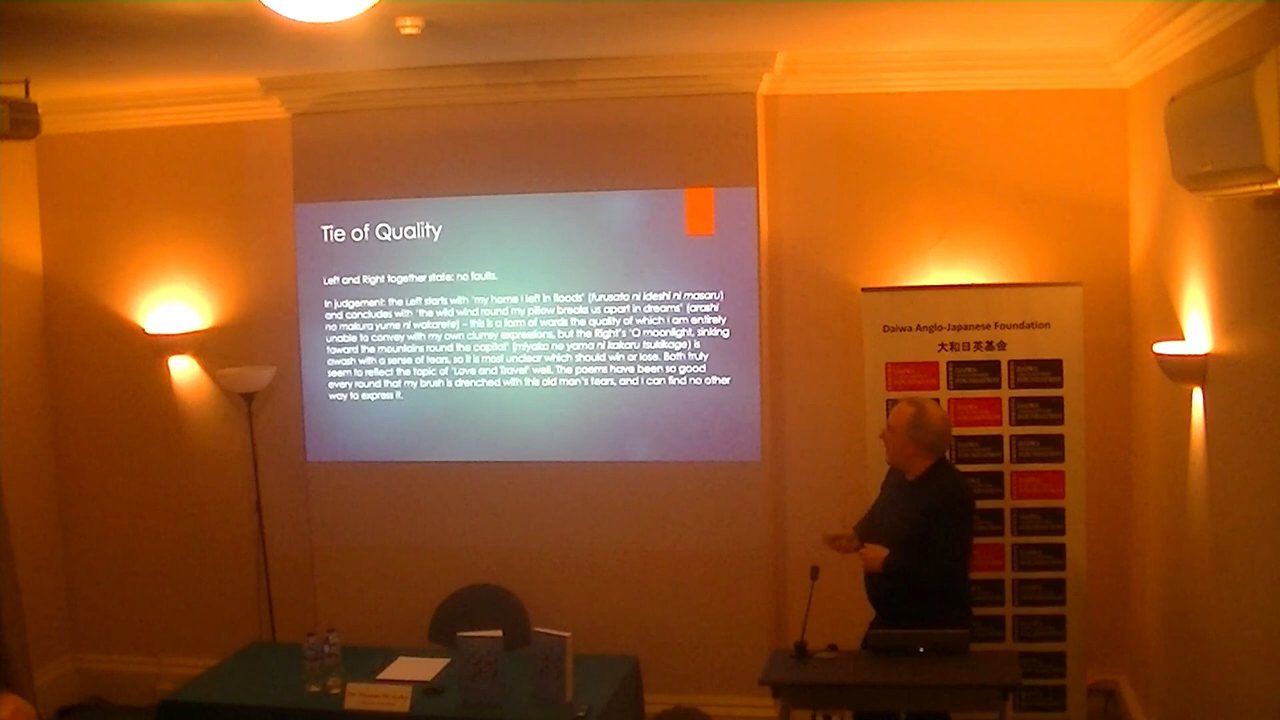 Tie of Quality
Left and Right together state: no faults.
In judgement: the Left starts with 'my home I left in floods' (furusato ni ideshi ni masaru)
and concludes with 'the wild wind round my pillow breaks us apart in dreams' (arashi
no makura yume ni wakarete) – this is a form of words the quality of which I am entirely
unable to convey with my own clumsy expressions, but the Right's 'O moonlight, sinking
toward the mountains round the capital' (miyako no yama ni kakaru tsukikage) is
awash with a sense of tears, so it is most unclear which should win or lose. Both truly
seem to reflect the topic of 'Love and Travel' well. The poems have been so good
every round that my brush is drenched with this old man's tears, and I can find no other
way to express it.
Daiwa Anglo-Japanese Foundation
大和日英基金